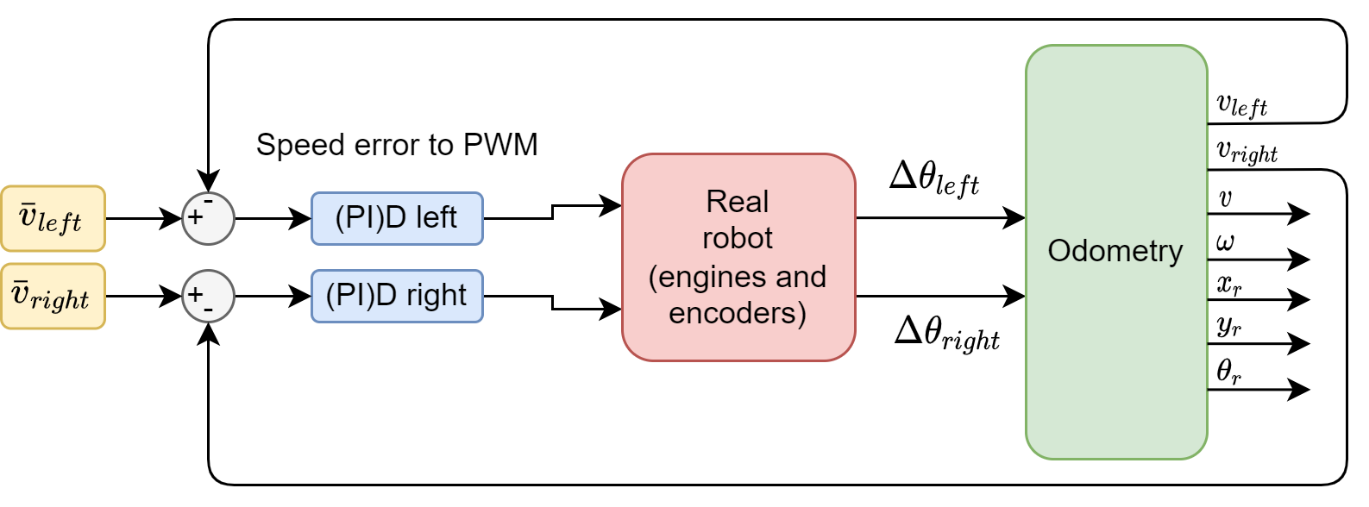 Speed error to PWM
v̄_left
+
-
(PI)D left
v̄_right
+
-
(PI)D right
Real
robot
(engines and
encoders)
Δθ_left
Δθ_right
Odometry
v_left
v_right
v
ω
x_r
y_r
θ_r